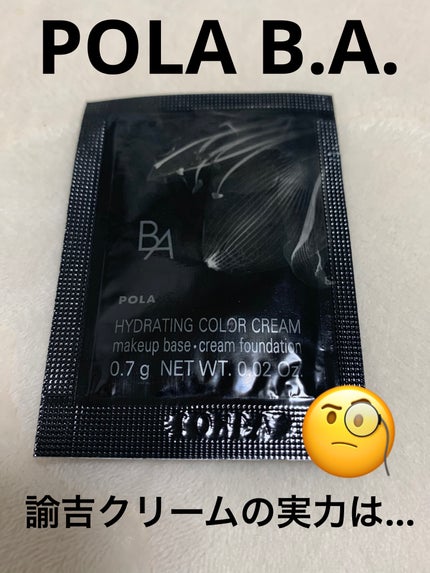 POLA B.A.
BA
POLA
HYDRATING COLOR CREAM
makeup base・cream foundation
0.7 g NET WT. 0.02 Oz.
諭吉クリームの実力は...